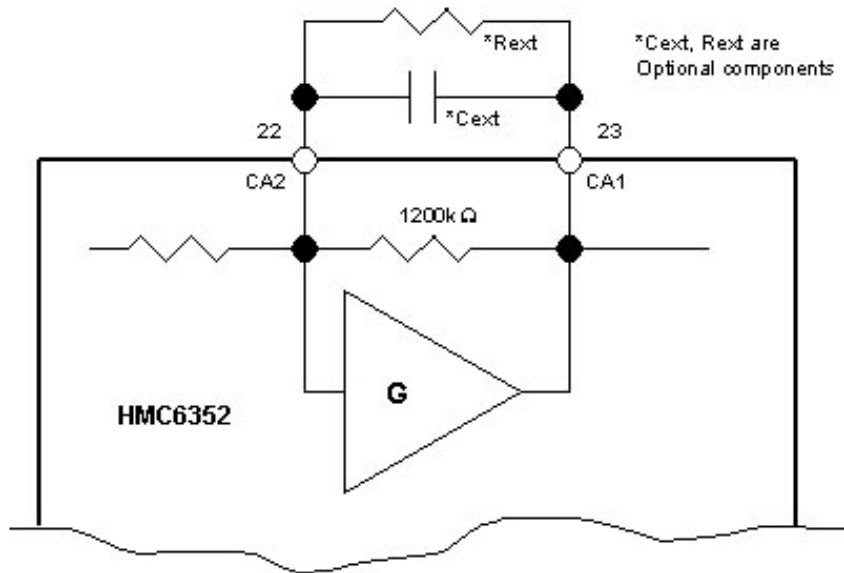 *Rext
*Cext, Rext are
Optional components
*Cext
22
23
CA2
CA1
1200k Ω
G
HMC6352